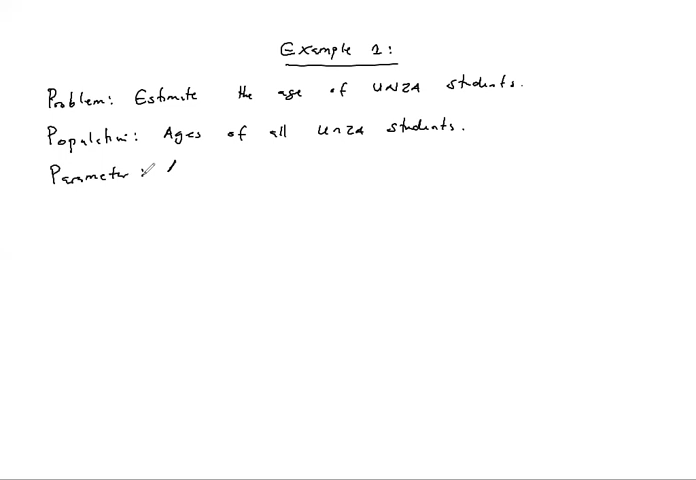 Example 1:
Problem: Estimate the age of UNZA students.
Population: Ages of all unza students.
Parameter :